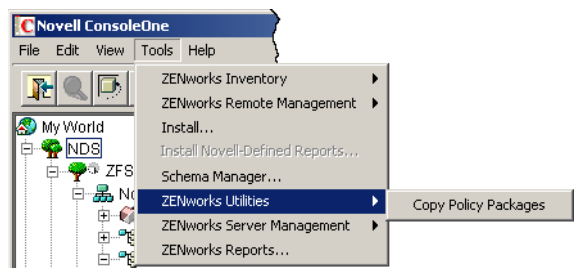 Novell ConsoleOne
File Edit View Tools Help
ZENworks Inventory
ZENworks Remote Management
Install...
Install Novell-Defined Reports...
Schema Manager...
ZENworks Utilities
ZENworks Server Management
ZENworks Reports...
Copy Policy Packages
My World
NDS
ZFS